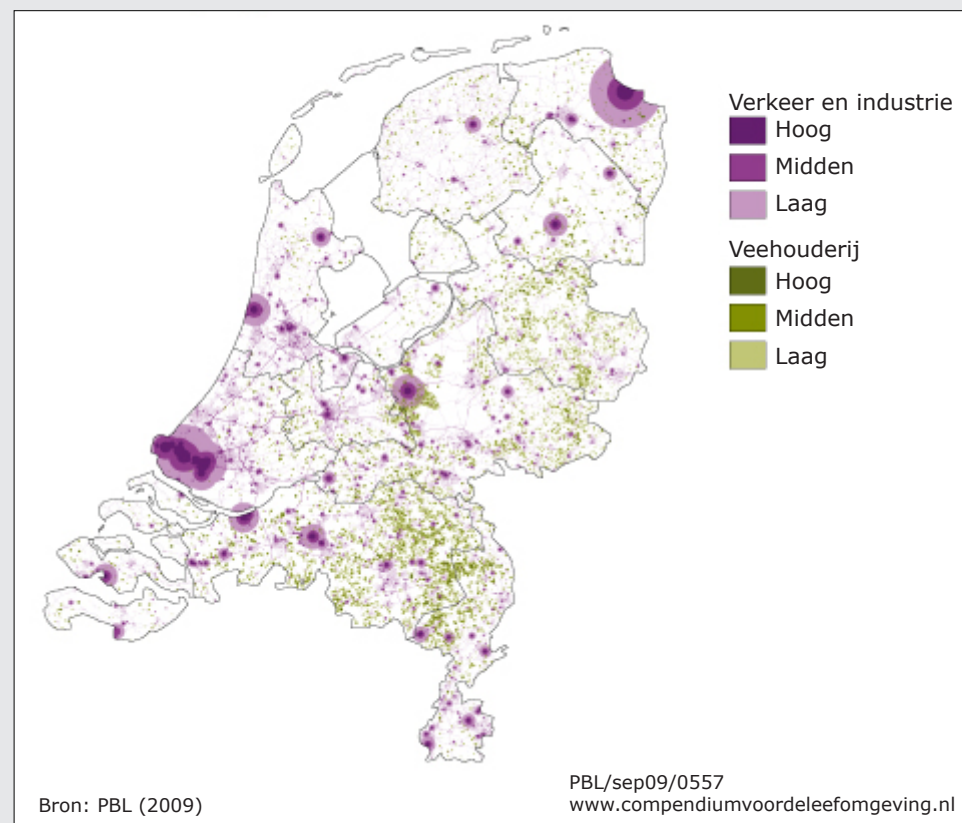 Verkeer en industrie
Hoog
Midden
Laag
Veehouderij
Hoog
Midden
Laag
Bron: PBL (2009)
PBL/sep09/0557
www.compendiumvoordeleefomgeving.nl